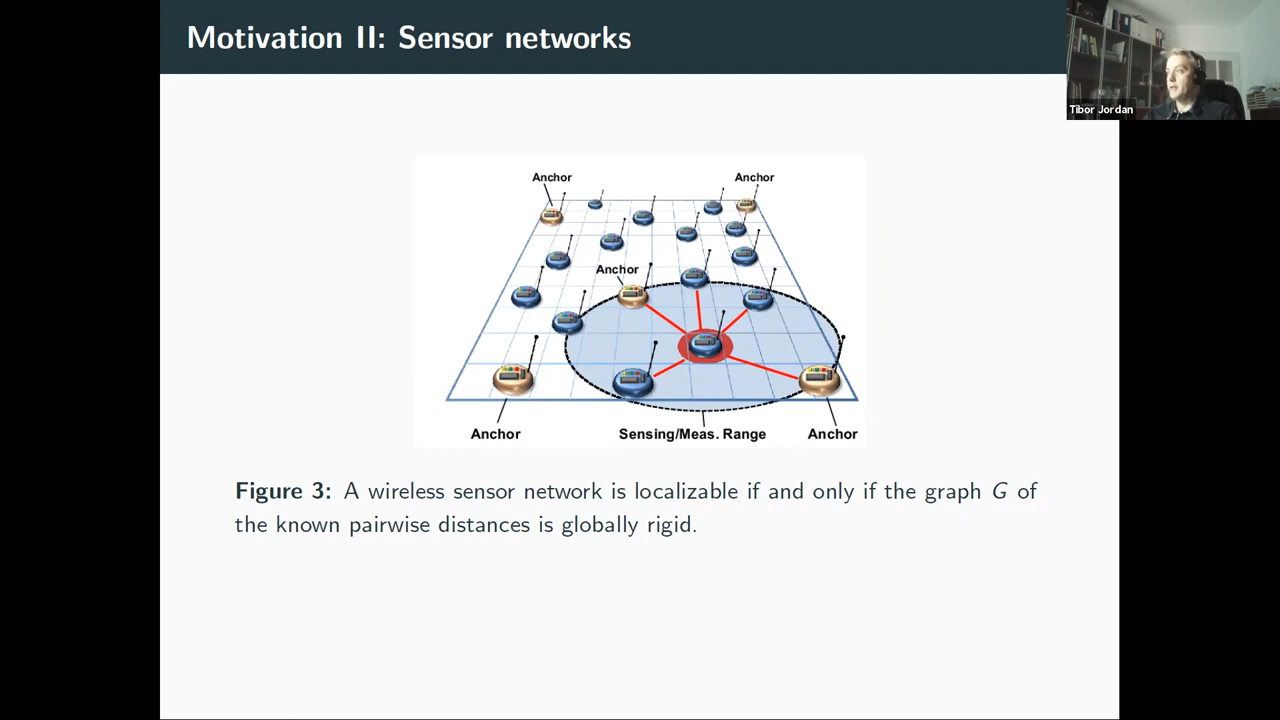 Motivation II: Sensor networks
Tibor Jordan
Anchor
Anchor
Anchor
Anchor
Sensing/Meas. Range
Anchor
Figure 3: A wireless sensor network is localizable if and only if the graph G of
the known pairwise distances is globally rigid.